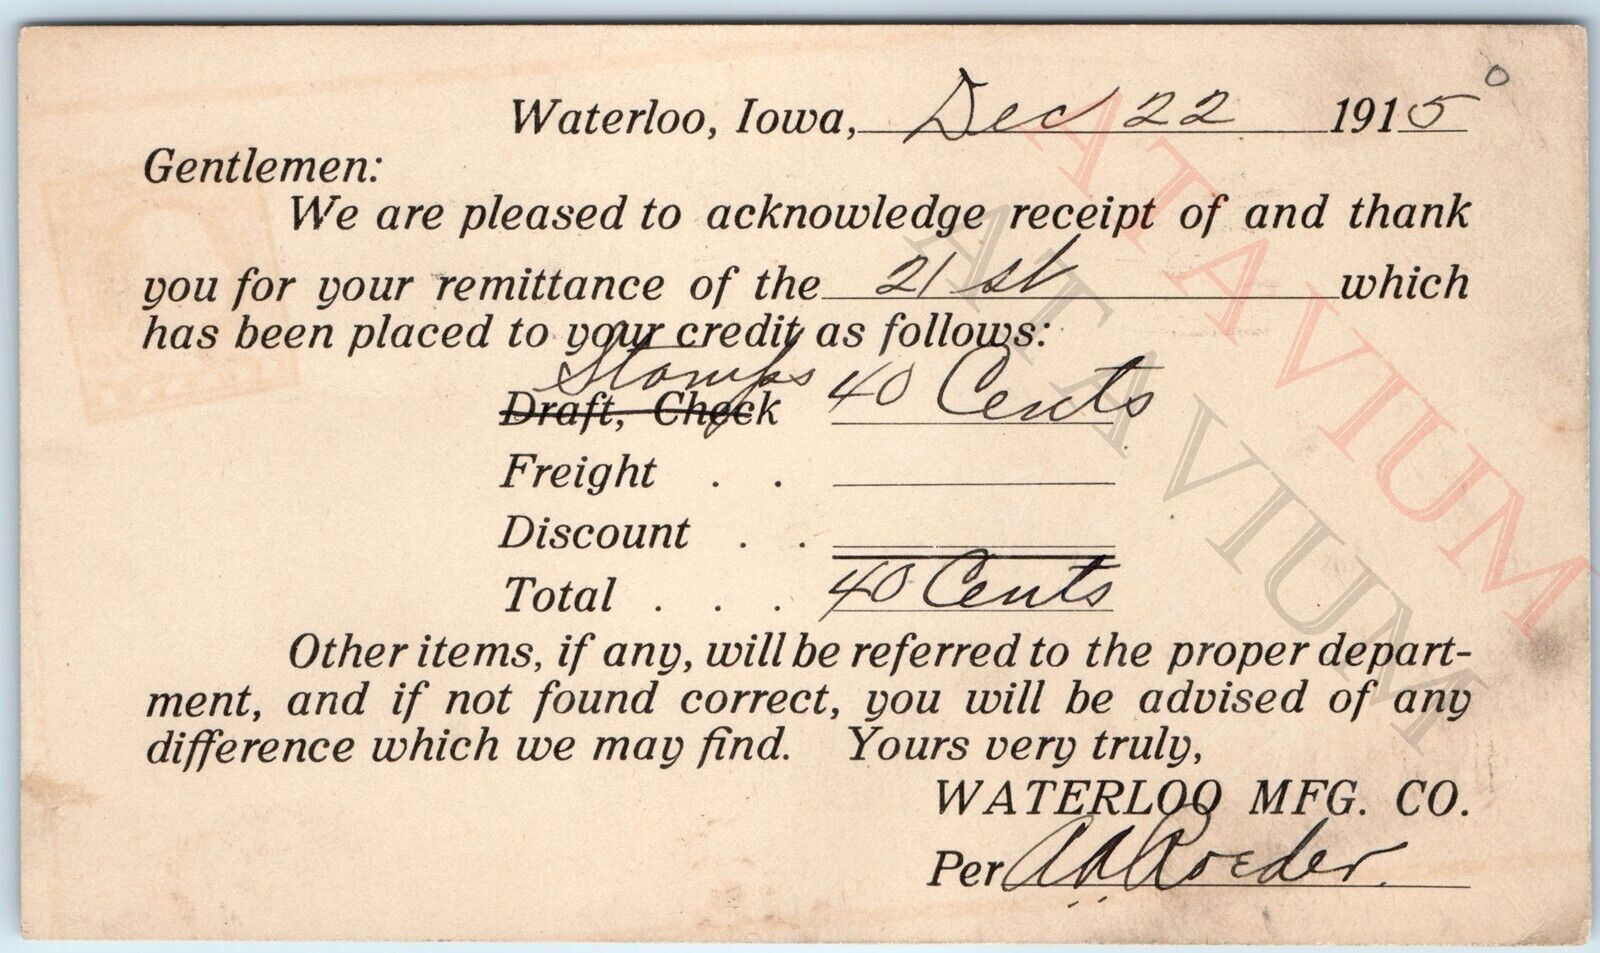 Waterloo, Iowa, Dec 22 1915
Gentlemen:
We are pleased to acknowledge receipt of and thank
you for your remittance of the 21st which
has been placed to your credit as follows:
Stamps
Draft, Check 40 Cents
Freight . .
Discount . .
Total . . . 40 Cents
Other items, if any, will be referred to the proper depart-
ment, and if not found correct, you will be advised of any
difference which we may find. Yours very truly,
WATERLOO MFG. CO.
Per Roeder.
ATAVIUM
ATAVIUM